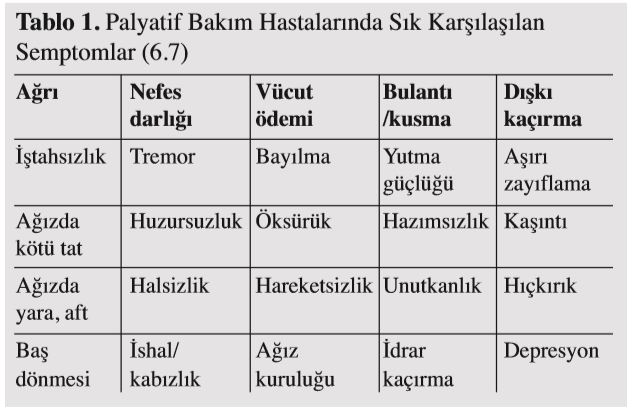 Tablo 1. Palyatif Bakım Hastalarında Sık Karşılaşılan
Semptomlar (6.7)
Ağrı Nefes darlığı Vücut ödemi Bulantı /kusma Dışkı kaçırma
İştahsızlık Tremor Bayılma Yutma güçlüğü Aşırı zayıflama
Ağızda kötü tat Huzursuzluk Öksürük Hazımsızlık Kaşıntı
Ağızda yara, aft Halsizlik Hareketsizlik Unutkanlık Hıçkırık
Baş dönmesi İshal/ kabızlık Ağız kuruluğu İdrar kaçırma Depresyon